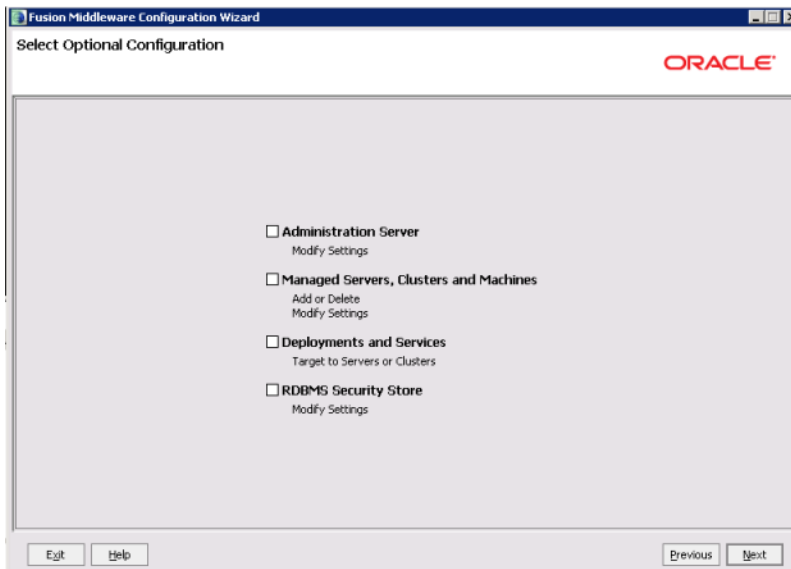 Fusion Middleware Configuration Wizard
Select Optional Configuration
ORACLE
Administration Server
Modify Settings
Managed Servers, Clusters and Machines
Add or Delete
Modify Settings
Deployments and Services
Target to Servers or Clusters
RDBMS Security Store
Modify Settings
Exit Help Previous Next